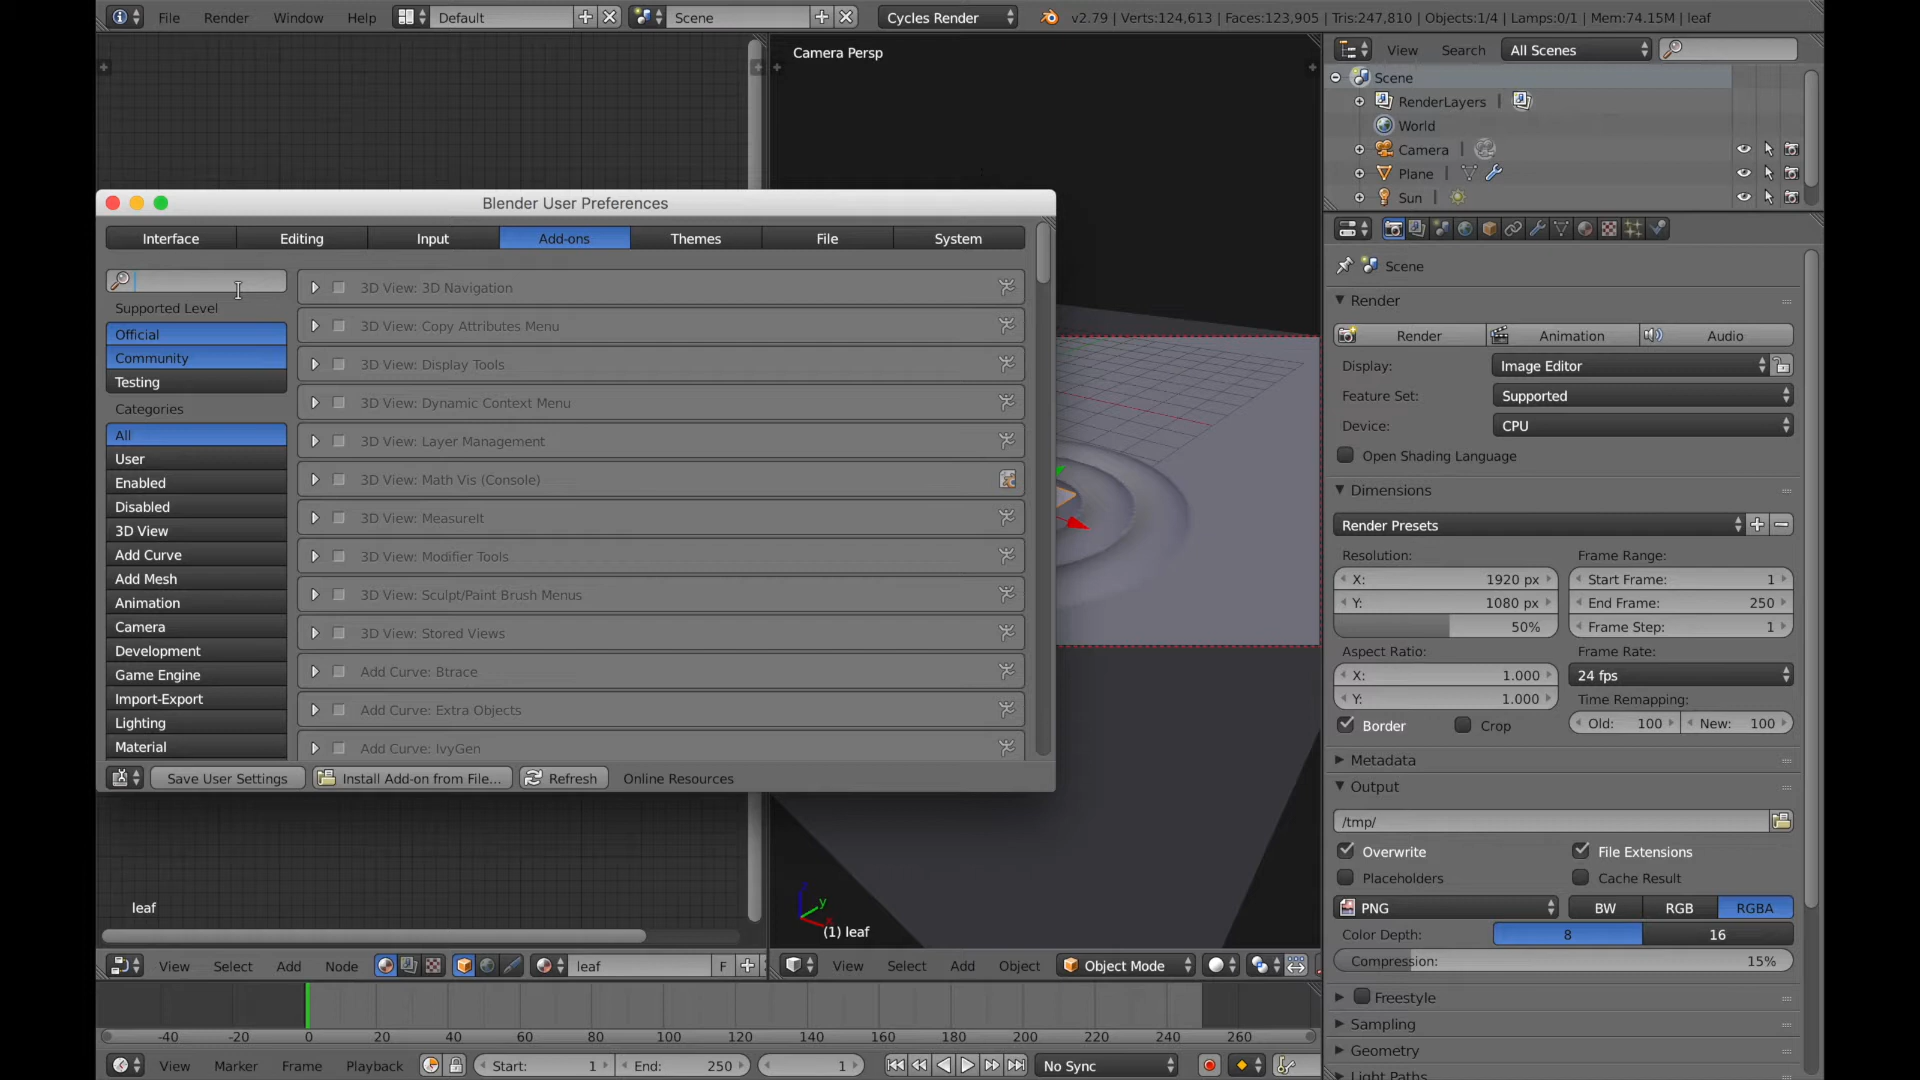 File Render Window Help Default Scene Cycles Render v2.79 | Verts:124,613 | Faces:123,905 | Tris:247,810 | Objects:1/4 | Lamps:0/1 | Mem:74.15M | leaf
Camera Persp
View Search All Scenes
Scene
RenderLayers
World
Camera
Plane
Sun
Blender User Preferences
Interface Editing Input Add-ons Themes File System
Supported Level
Official
Community
Testing
Categories
All
User
Enabled
Disabled
3D View
Add Curve
Add Mesh
Animation
Camera
Development
Game Engine
Import-Export
Lighting
Material
3D View: 3D Navigation
3D View: Copy Attributes Menu
3D View: Display Tools
3D View: Dynamic Context Menu
3D View: Layer Management
3D View: Math Vis (Console)
3D View: MeasureIt
3D View: Modifier Tools
3D View: Sculpt/Paint Brush Menus
3D View: Stored Views
Add Curve: Btrace
Add Curve: Extra Objects
Add Curve: IvyGen
Save User Settings Install Add-on from File... Refresh Online Resources
Scene
Render
Render Animation Audio
Display: Image Editor
Feature Set: Supported
Device: CPU
Open Shading Language
Dimensions
Render Presets
Resolution: Frame Range:
X: 1920 px Start Frame: 1
Y: 1080 px End Frame: 250
50% Frame Step: 1
Aspect Ratio: Frame Rate:
X: 1.000 24 fps
Y: 1.000 Time Remapping:
Border Crop Old: 100 New: 100
Metadata
Output
/tmp/
Overwrite File Extensions
Placeholders Cache Result
PNG BW RGB RGBA
Color Depth: 8 16
Compression: 15%
Freestyle
Sampling
Geometry
Light Paths
leaf
y
x
(1) leaf
View Select Add Node leaf F
View Select Add Object Object Mode
-40 -20 0 20 40 60 80 100 120 140 160 180 200 220 240 260
View Marker Frame Playback Start: 1 End: 250 1 No Sync